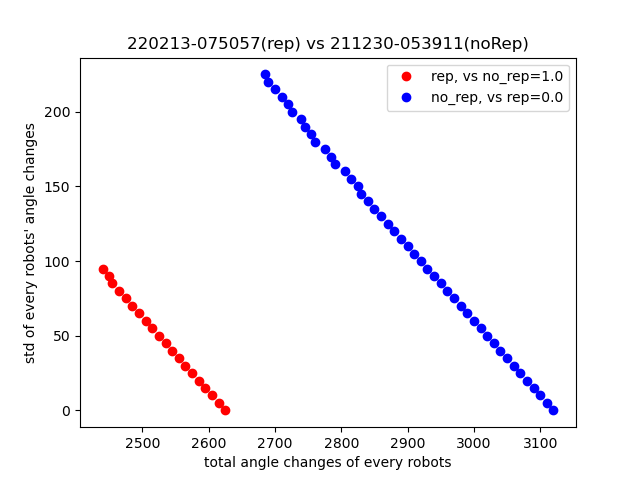 220213-075057(rep) vs 211230-053911(noRep)
rep, vs no_rep=1.0
no_rep, vs rep=0.0
std of every robots' angle changes
200
150
100
50
0
2500 2600 2700 2800 2900 3000 3100
total angle changes of every robots